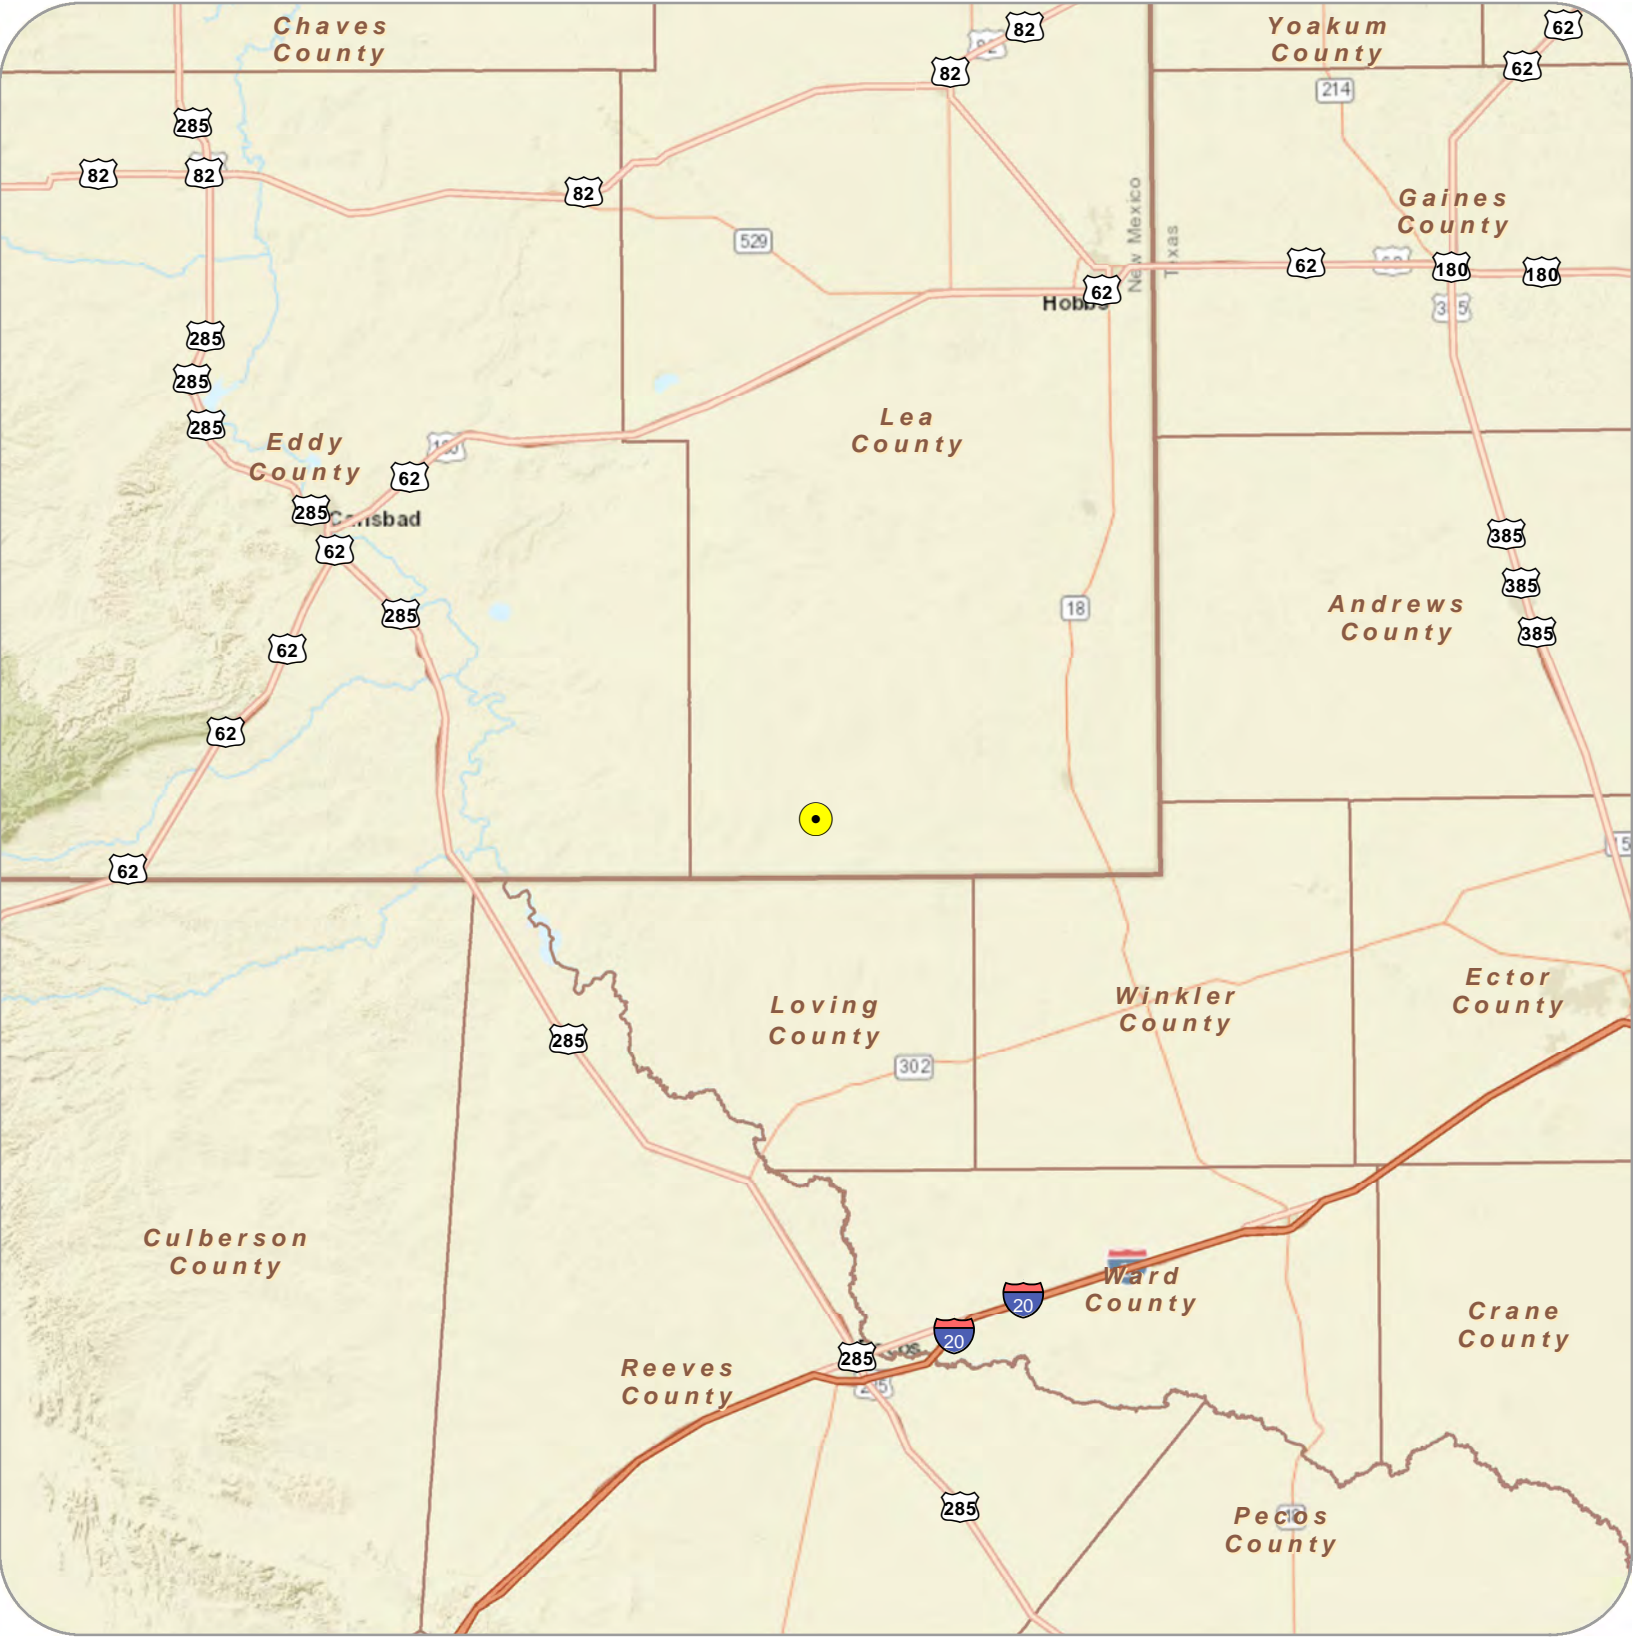 Chaves
County
82
Yoakum
County
62
82
62
214
285
82
82
82
Gaines
County
529
New Mexico
Texas
62
180
180
62
Hobbs
285
285
285
Eddy
County
Lea
County
62
285
Carlsbad
62
385
385
385
285
18
Andrews
County
62
62
62
Loving
County
Winkler
County
Ector
County
285
302
Culberson
County
Ward
County
20
20
Crane
County
285
Reeves
County
285
Pecos
County